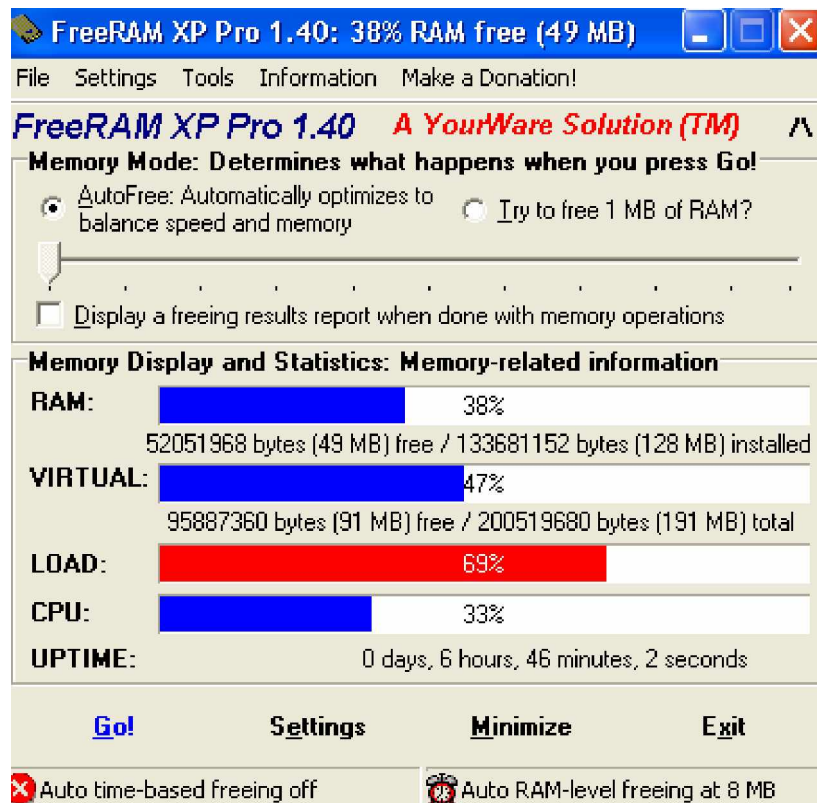 FreeRAM XP Pro 1.40: 38% RAM free (49 MB)
File Settings Tools Information Make a Donation!
FreeRAM XP Pro 1.40 A YourWare Solution (TM) /\
Memory Mode: Determines what happens when you press Go!
AutoFree: Automatically optimizes to
balance speed and memory
Try to free 1 MB of RAM?
Display a freeing results report when done with memory operations
Memory Display and Statistics: Memory-related information
RAM: 38%
52051968 bytes (49 MB) free / 133681152 bytes (128 MB) installed
VIRTUAL: 47%
95887360 bytes (91 MB) free / 200519680 bytes (191 MB) total
LOAD: 69%
CPU: 33%
UPTIME: 0 days, 6 hours, 46 minutes, 2 seconds
Go! Settings Minimize Exit
Auto time-based freeing off Auto RAM-level freeing at 8 MB